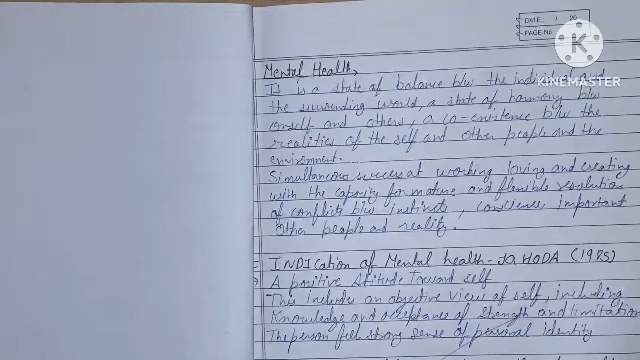 DATE: / 20
PAGE No
K
KINEMASTER
Mental Health,
It is a state of balance b/w the individual and
the surrounding world, a state of harmony b/w
onself and others, a co-existence b/w the
realities of the self and other people and the
environment.
Simultaneous success at working loving and creating
with the capacity for mature and flexible resolution
of conflicts b/w instincts, conscience, important
other people and reality.
INDICATION of Mental health - JAHODA (1985)
A positive Attitude toward self
This includes an objective view of self, including
Knowledge and acceptance of strength and limitation
The person feel strong sense of personal identity